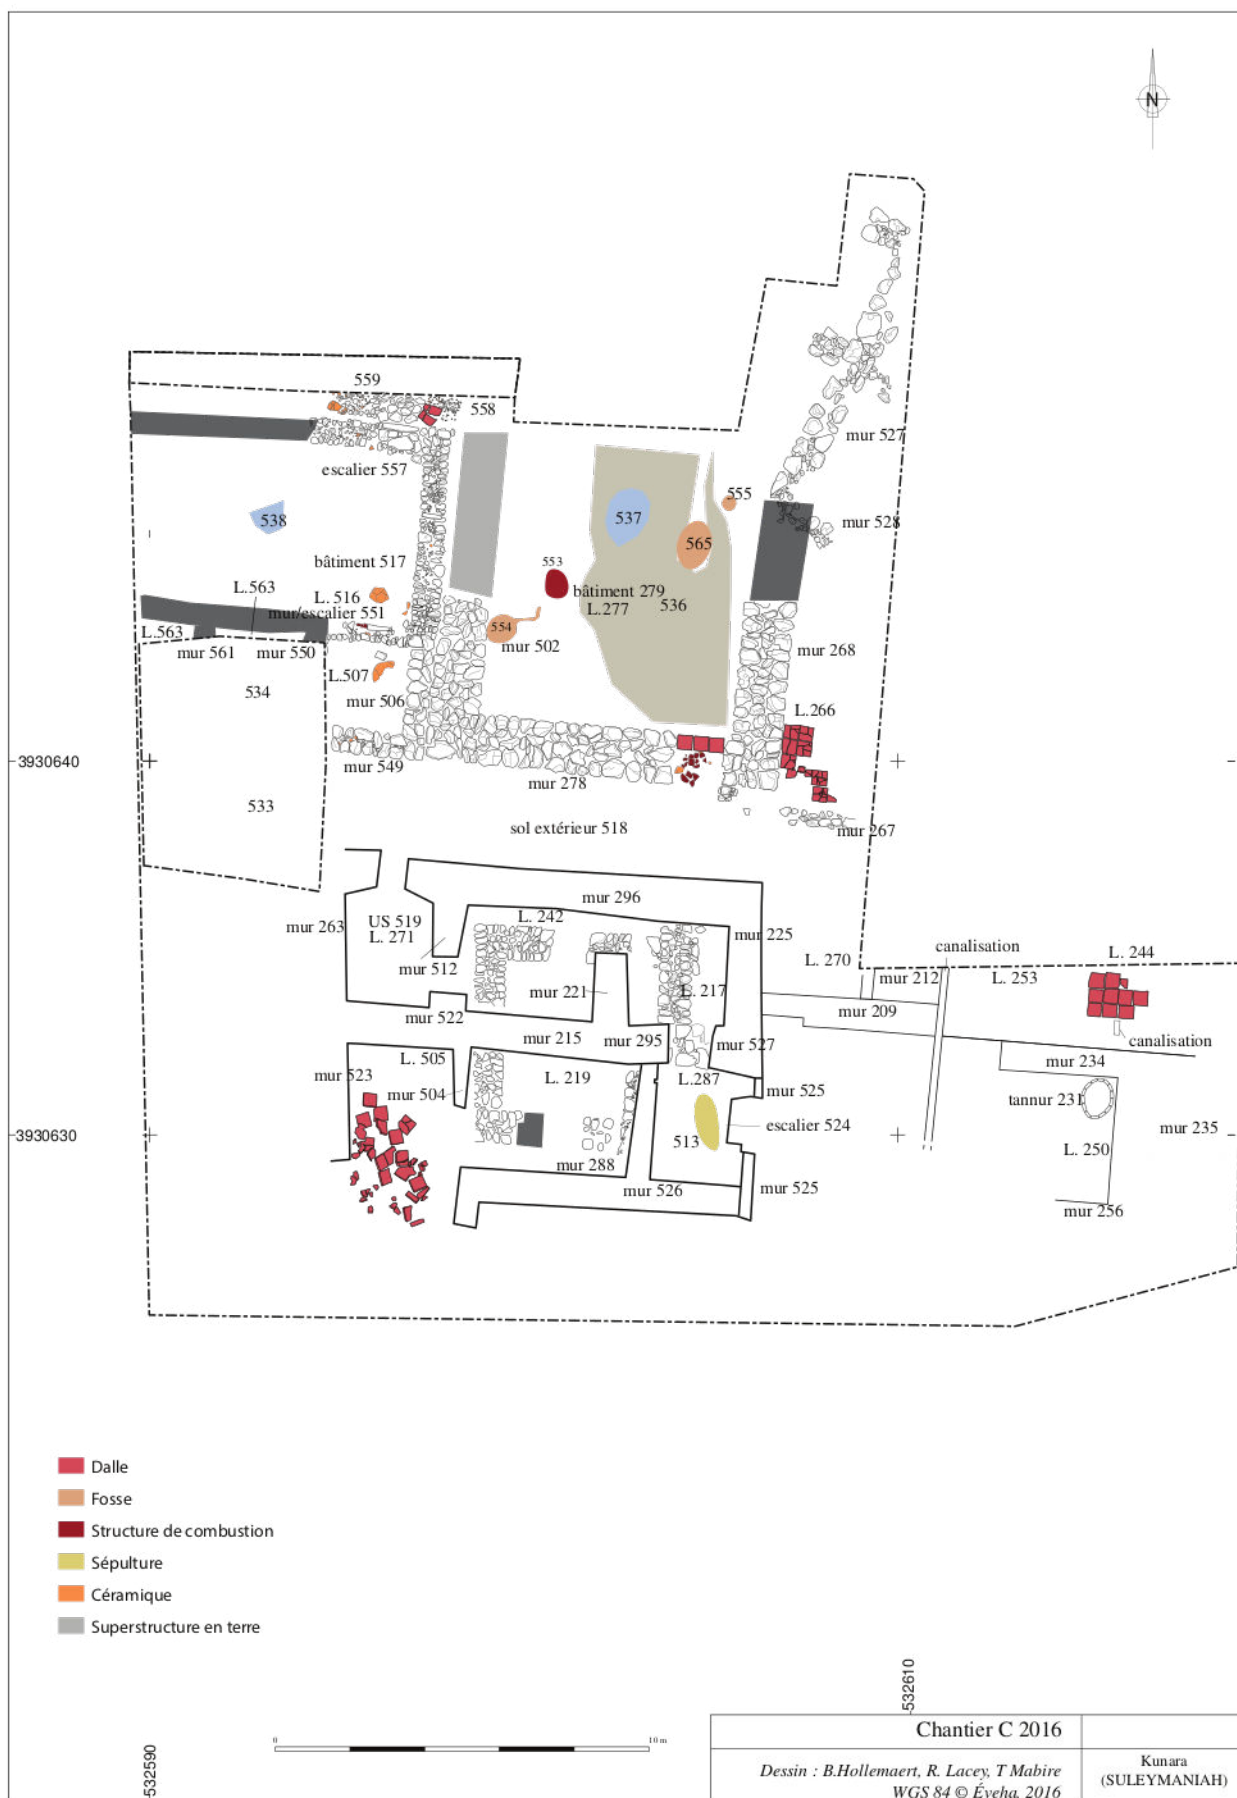 N
559
558
escalier 557
mur 527
555
537
538
mur 528
565
bâtiment 517
553
L.563
bâtiment 279
L. 516
L.277
536
mur/escalier 551
L.563
554
mur 561
mur 550
mur 502
mur 268
534
L.507
mur 506
L.266
3930640
mur 549
mur 278
533
sol extérieur 518
mur 267
mur 296
US 519
L. 242
mur 263
L. 271
mur 225
canalisation
L. 244
mur 512
L. 270
mur 212
L. 253
mur 221
L.217
mur 522
mur 209
mur 215
mur 295
mur 527
canalisation
L. 505
mur 234
mur 523
L. 219
L.287
mur 504
mur 525
tannur 231
3930630
513
escalier 524
mur 235
L. 250
mur 288
mur 526
mur 525
mur 256
Dalle
Fosse
Structure de combustion
Sépulture
Céramique
Superstructure en terre
532610
0
10 m
532590
Chantier C 2016
Dessin : B.Hollemaert, R. Lacey, T Mabire
WGS 84 © Éveha, 2016
Kunara
(SULEYMANIAH)